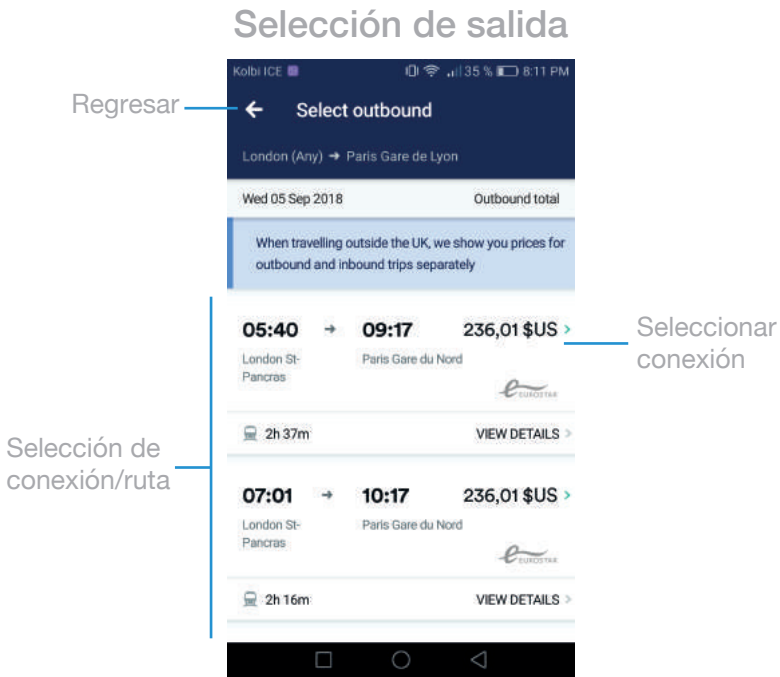 Selección de salida
Kolbi ICE 35 % 8:11 PM
Regresar
Select outbound
London (Any) → Paris Gare de Lyon
Wed 05 Sep 2018 Outbound total
When travelling outside the UK, we show you prices for
outbound and inbound trips separately
05:40 → 09:17 236,01 $US >
London St-
Pancras
Paris Gare du Nord
EUROSTAR
Seleccionar
conexión
2h 37m VIEW DETAILS >
Selección de
conexión/ruta
07:01 → 10:17 236,01 $US >
London St-
Pancras
Paris Gare du Nord
EUROSTAR
2h 16m VIEW DETAILS >